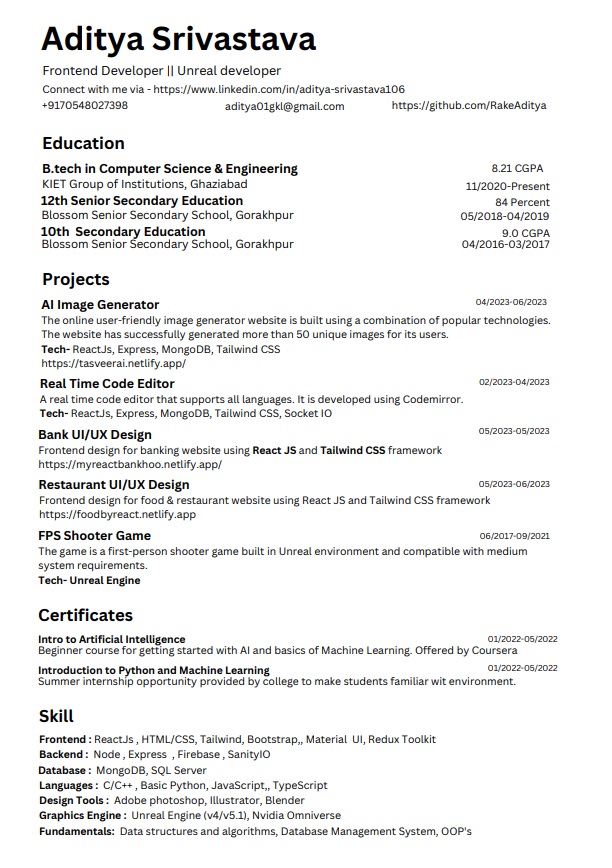 Aditya Srivastava
Frontend Developer || Unreal developer
Connect with me via - https://www.linkedin.com/in/aditya-srivastava106
+9170548027398 aditya01gkl@gmail.com https://github.com/RakeAditya
Education
B.tech in Computer Science & Engineering 8.21 CGPA
KIET Group of Institutions, Ghaziabad 11/2020-Present
12th Senior Secondary Education 84 Percent
Blossom Senior Secondary School, Gorakhpur 05/2018-04/2019
10th Secondary Education 9.0 CGPA
Blossom Senior Secondary School, Gorakhpur 04/2016-03/2017
Projects
AI Image Generator 04/2023-06/2023
The online user-friendly image generator website is built using a combination of popular technologies.
The website has successfully generated more than 50 unique images for its users.
Tech- ReactJs, Express, MongoDB, Tailwind CSS
https://tasveerai.netlify.app/
Real Time Code Editor 02/2023-04/2023
A real time code editor that supports all languages. It is developed using Codemirror.
Tech- ReactJs, Express, MongoDB, Tailwind CSS, Socket IO
Bank UI/UX Design 05/2023-05/2023
Frontend design for banking website using React JS and Tailwind CSS framework
https://myreactbankhoo.netlify.app/
Restaurant UI/UX Design 05/2023-06/2023
Frontend design for food & restaurant website using React JS and Tailwind CSS framework
https://foodbyreact.netlify.app
FPS Shooter Game 06/2017-09/2021
The game is a first-person shooter game built in Unreal environment and compatible with medium
system requirements.
Tech- Unreal Engine
Certificates
Intro to Artificial Intelligence 01/2022-05/2022
Beginner course for getting started with AI and basics of Machine Learning. Offered by Coursera
Introduction to Python and Machine Learning 01/2022-05/2022
Summer internship opportunity provided by college to make students familiar wit environment.
Skill
Frontend : ReactJs , HTML/CSS, Tailwind, Bootstrap,, Material UI, Redux Toolkit
Backend : Node , Express , Firebase , SanityIO
Database : MongoDB, SQL Server
Languages : C/C++ , Basic Python, JavaScript,, TypeScript
Design Tools : Adobe photoshop, Illustrator, Blender
Graphics Engine : Unreal Engine (v4/v5.1), Nvidia Omniverse
Fundamentals: Data structures and algorithms, Database Management System, OOP's